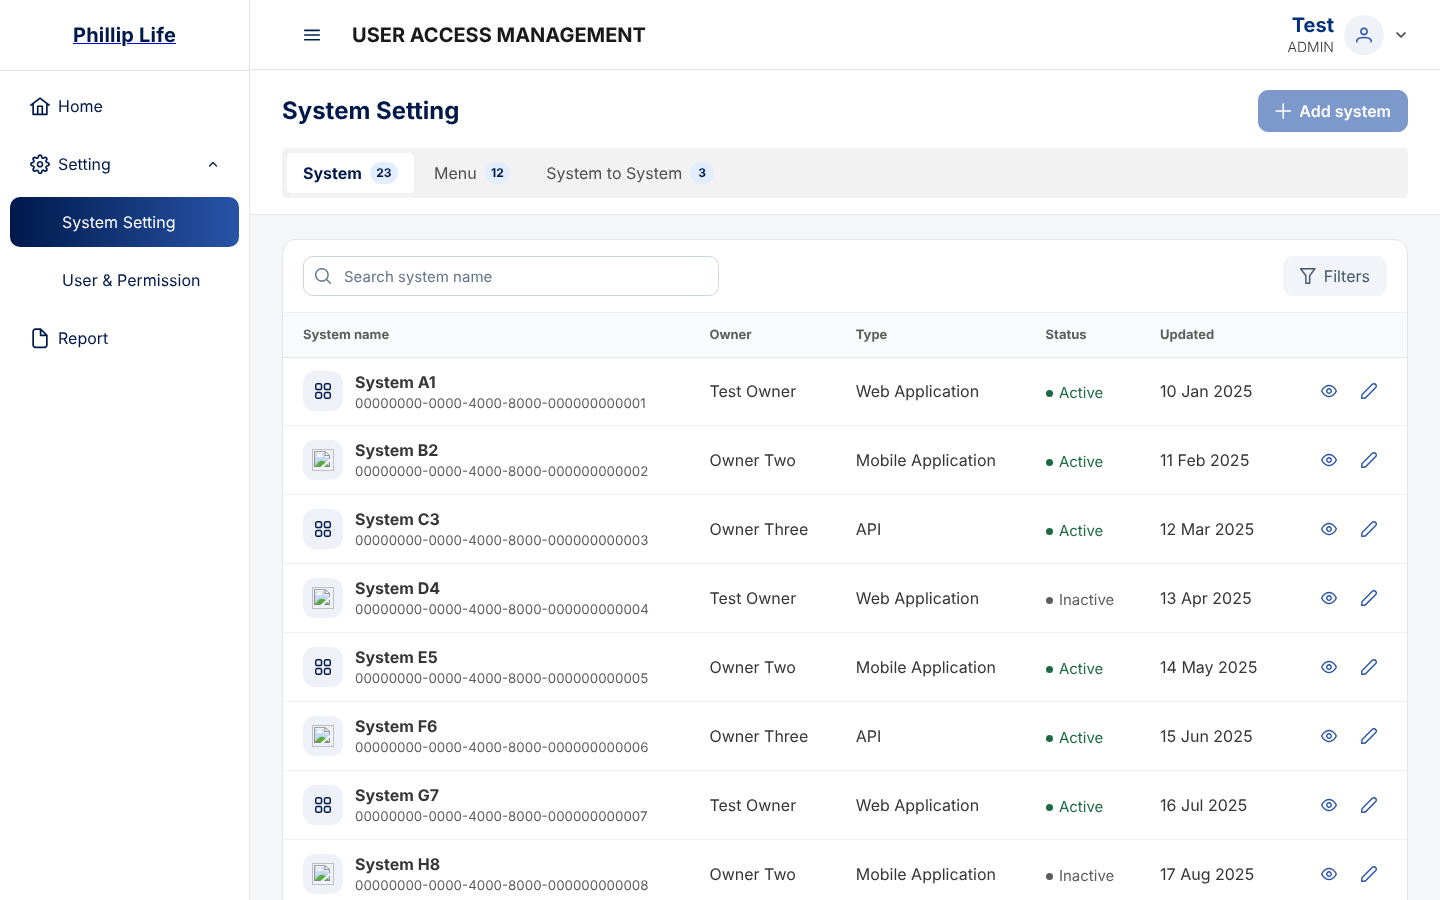 Phillip Life
USER ACCESS MANAGEMENT
Test
ADMIN
Home
Setting
System Setting
User & Permission
Report
System Setting
Add system
System 23
Menu 12
System to System 3
Search system name
Filters
System name Owner Type Status Updated
System A1
00000000-0000-4000-8000-000000000001
Test Owner Web Application Active 10 Jan 2025
System B2
00000000-0000-4000-8000-000000000002
Owner Two Mobile Application Active 11 Feb 2025
System C3
00000000-0000-4000-8000-000000000003
Owner Three API Active 12 Mar 2025
System D4
00000000-0000-4000-8000-000000000004
Test Owner Web Application Inactive 13 Apr 2025
System E5
00000000-0000-4000-8000-000000000005
Owner Two Mobile Application Active 14 May 2025
System F6
00000000-0000-4000-8000-000000000006
Owner Three API Active 15 Jun 2025
System G7
00000000-0000-4000-8000-000000000007
Test Owner Web Application Active 16 Jul 2025
System H8
00000000-0000-4000-8000-000000000008
Owner Two Mobile Application Inactive 17 Aug 2025